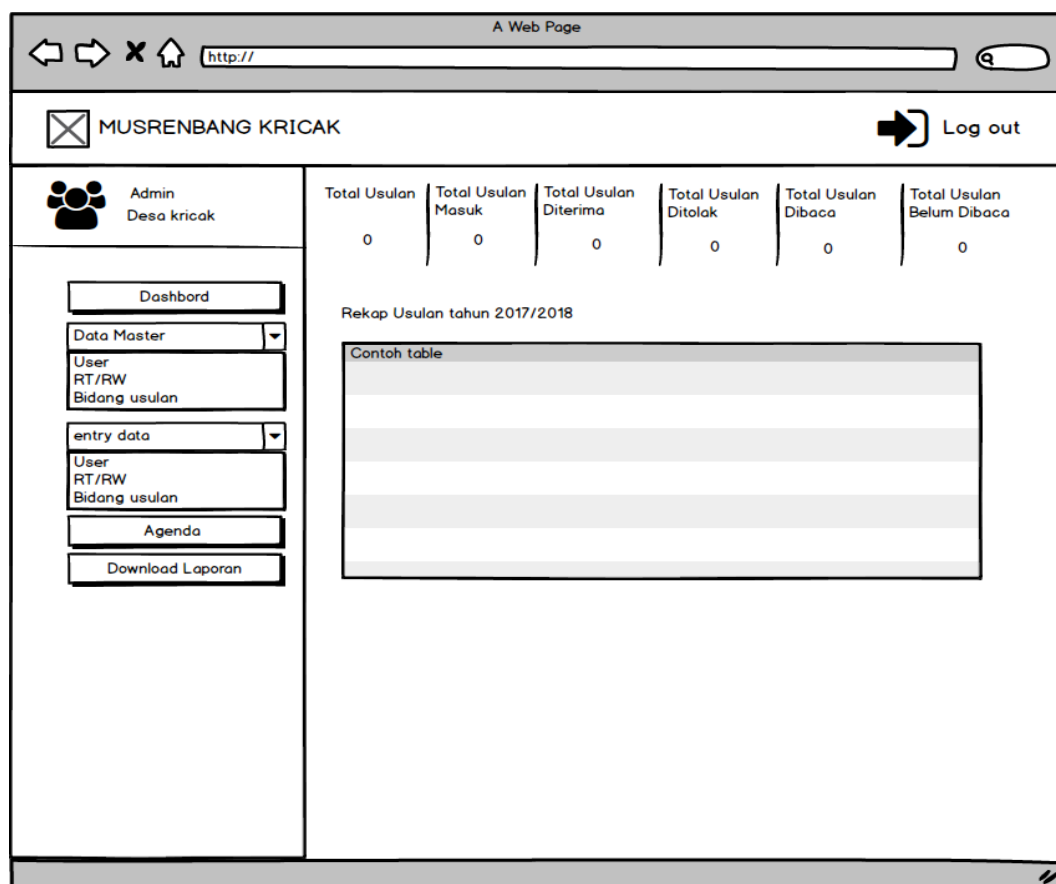 A Web Page
http://
MUSRENBANG KRICAK
Log out
Admin
Desa kricak
Dashbord
Data Master
User
RT/RW
Bidang usulan
entry data
User
RT/RW
Bidang usulan
Agenda
Download Laporan
Total Usulan
0
Total Usulan
Masuk
0
Total Usulan
Diterima
0
Total Usulan
Ditolak
0
Total Usulan
Dibaca
0
Total Usulan
Belum Dibaca
0
Rekap Usulan tahun 2017/2018
Contoh table